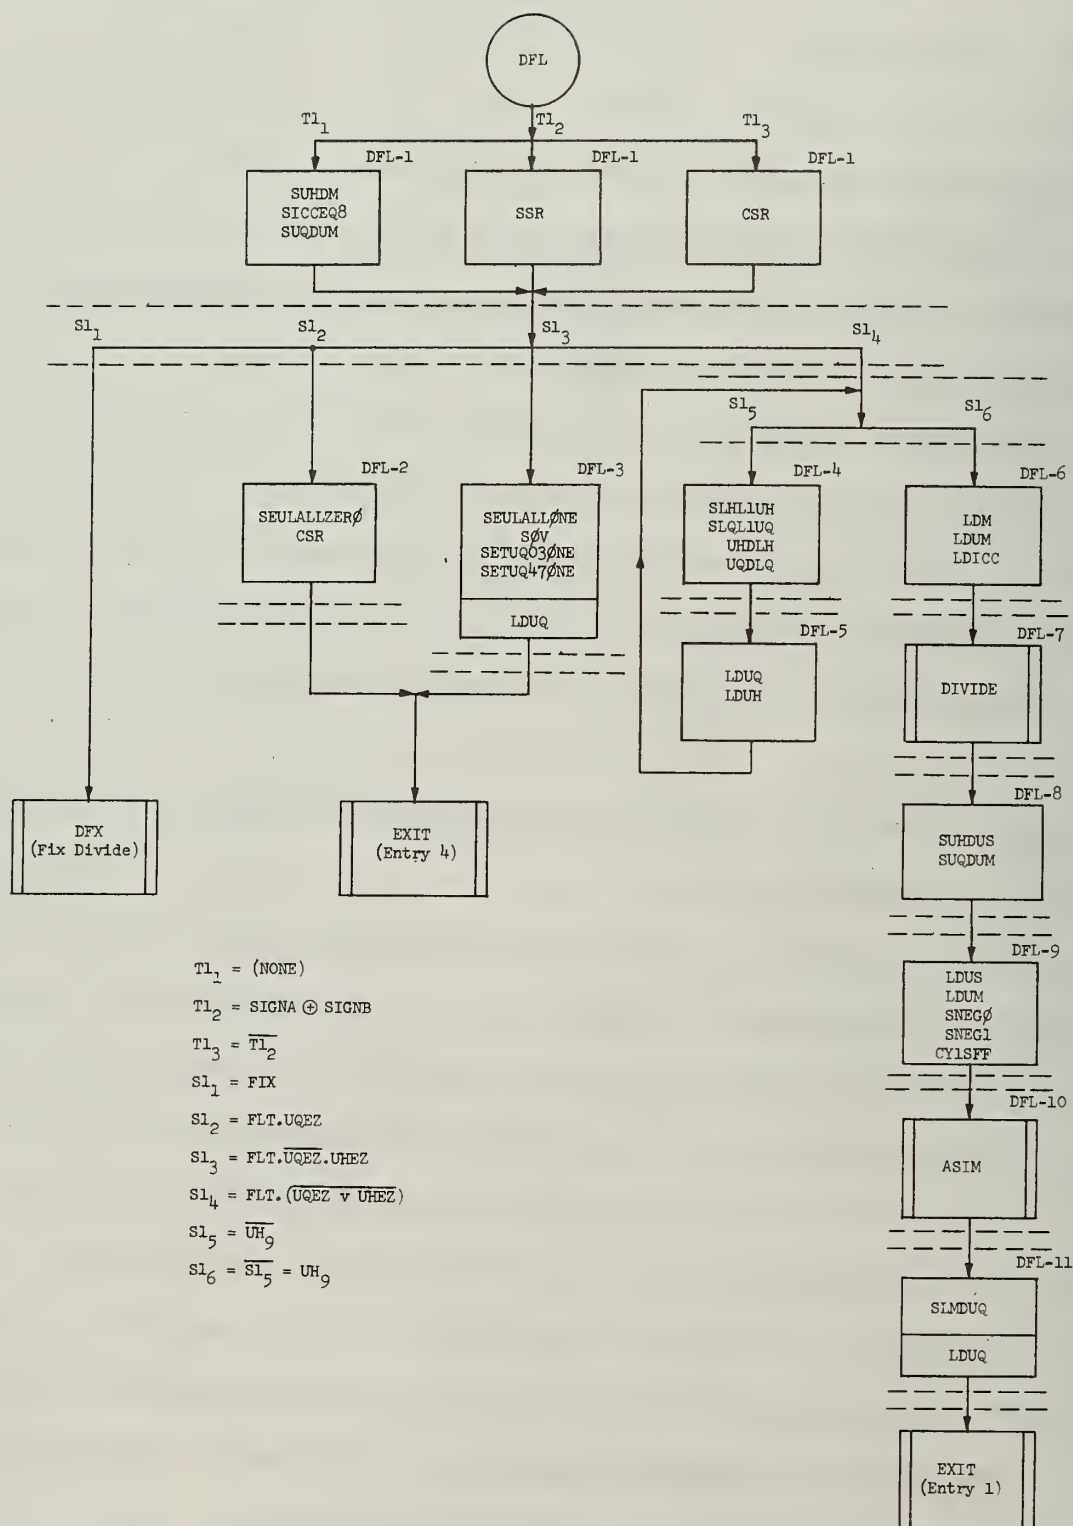 DFL
T1₁
T1₂
T1₃
DFL-1
DFL-1
DFL-1
SUHDM
SICCEQ8
SUQDUM
SSR
CSR
S1₁
S1₂
S1₃
S1₄
S1₅
S1₆
DFL-2
DFL-3
DFL-4
DFL-6
SEULALLZERØ
CSR
SEULALLØNE
SØV
SETUQ03ØNE
SETUQ47ØNE
LDUQ
SLHL1UH
SLQL1UQ
UHDLH
UQDLQ
LDM
LDUM
LDICC
DFL-5
DFL-7
LDUQ
LDUH
DIVIDE
DFL-8
DFX
(Fix Divide)
EXIT
(Entry 4)
SUHDUS
SUQDUM
DFL-9
LDUS
LDUM
SNEGØ
SNEG1
CY1SFF
DFL-10
ASIM
DFL-11
SLMDUQ
LDUQ
EXIT
(Entry 1)
T1₁ = (NONE)
T1₂ = SIGNA ⊕ SIGNB
T1₃ = \overline{T1₂}
S1₁ = FIX
S1₂ = FLT.UQEZ
S1₃ = FLT.\overline{UQEZ}.UHEZ
S1₄ = FLT.(\overline{UQEZ v UHEZ})
S1₅ = \overline{UH₉}
S1₆ = \overline{S1₅} = UH₉